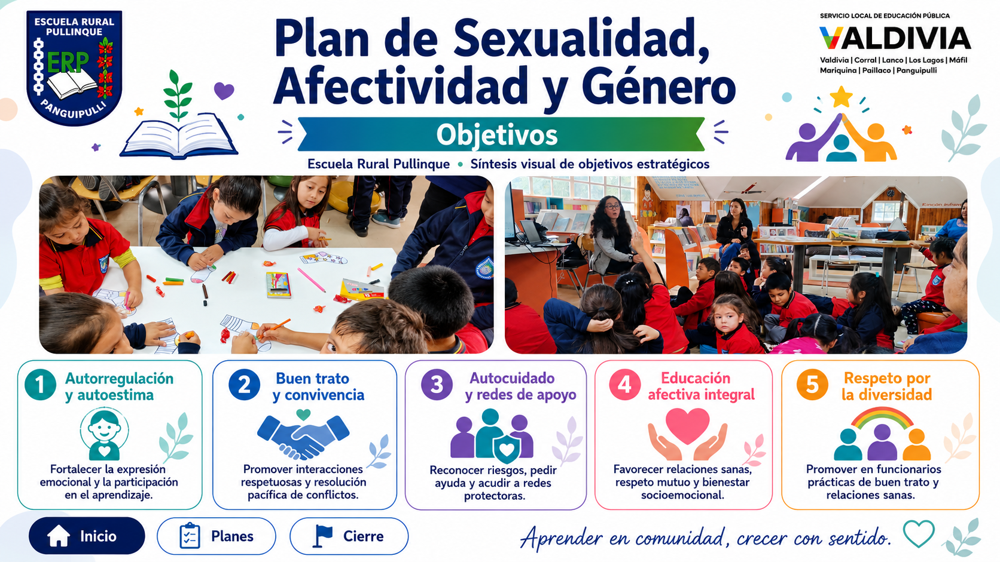 ESCUELA RURAL
PULLINQUE
ERP
PANGUIPULLI
Plan de Sexualidad,
Afectividad y Género
Objetivos
Escuela Rural Pullinque • Síntesis visual de objetivos estratégicos
SERVICIO LOCAL DE EDUCACIÓN PÚBLICA
VALDIVIA
Valdivia | Corral | Lanco | Los Lagos | Máfil
Mariquina | Paillaco | Panguipulli
1 Autorregulación
y autoestima
Fortalecer la expresión
emocional y la participación
en el aprendizaje.
2 Buen trato
y convivencia
Promover interacciones
respetuosas y resolución
pacífica de conflictos.
3 Autocuidado
y redes de apoyo
Reconocer riesgos, pedir
ayuda y acudir a redes
protectoras.
4 Educación
afectiva integral
Favorecer relaciones sanas,
respeto mutuo y bienestar
socioemocional.
5 Respeto por
la diversidad
Promover en funcionarios
prácticas de buen trato y
relaciones sanas.
Inicio
Planes
Cierre
Aprender en comunidad, crecer con sentido.